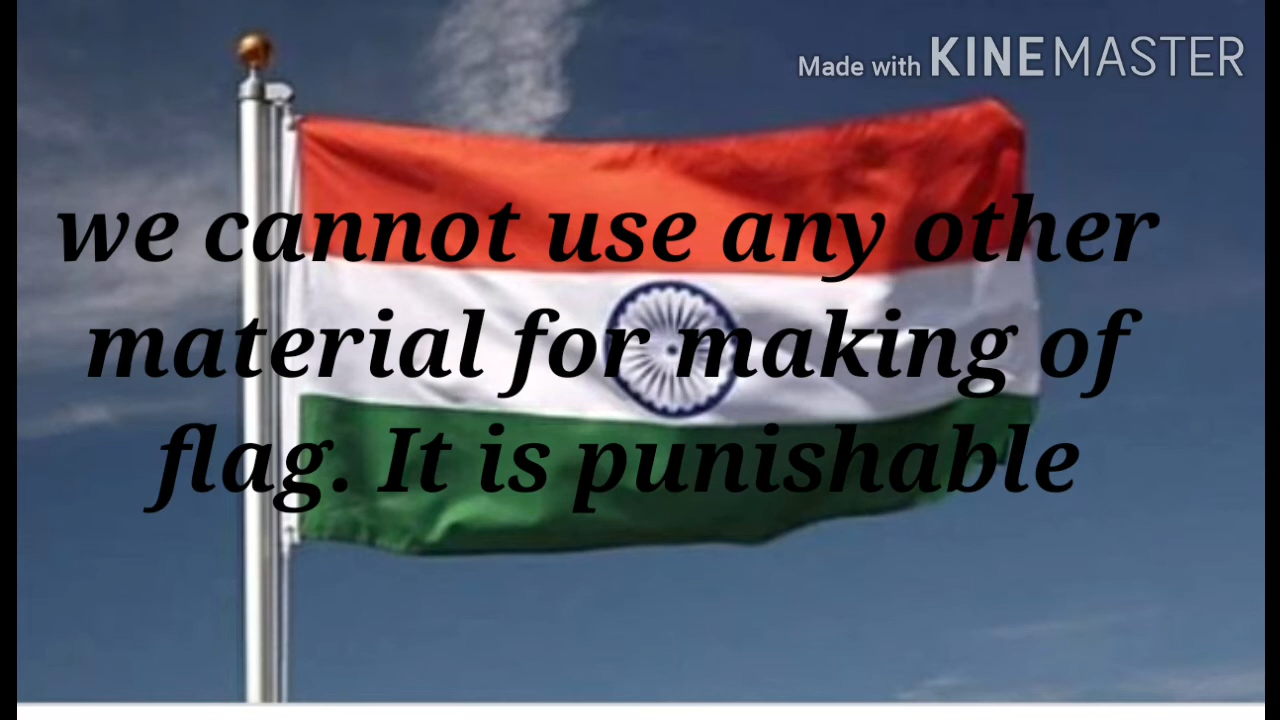 Made with KINEMASTER
we cannot use any other
material for making of
flag. It is punishable